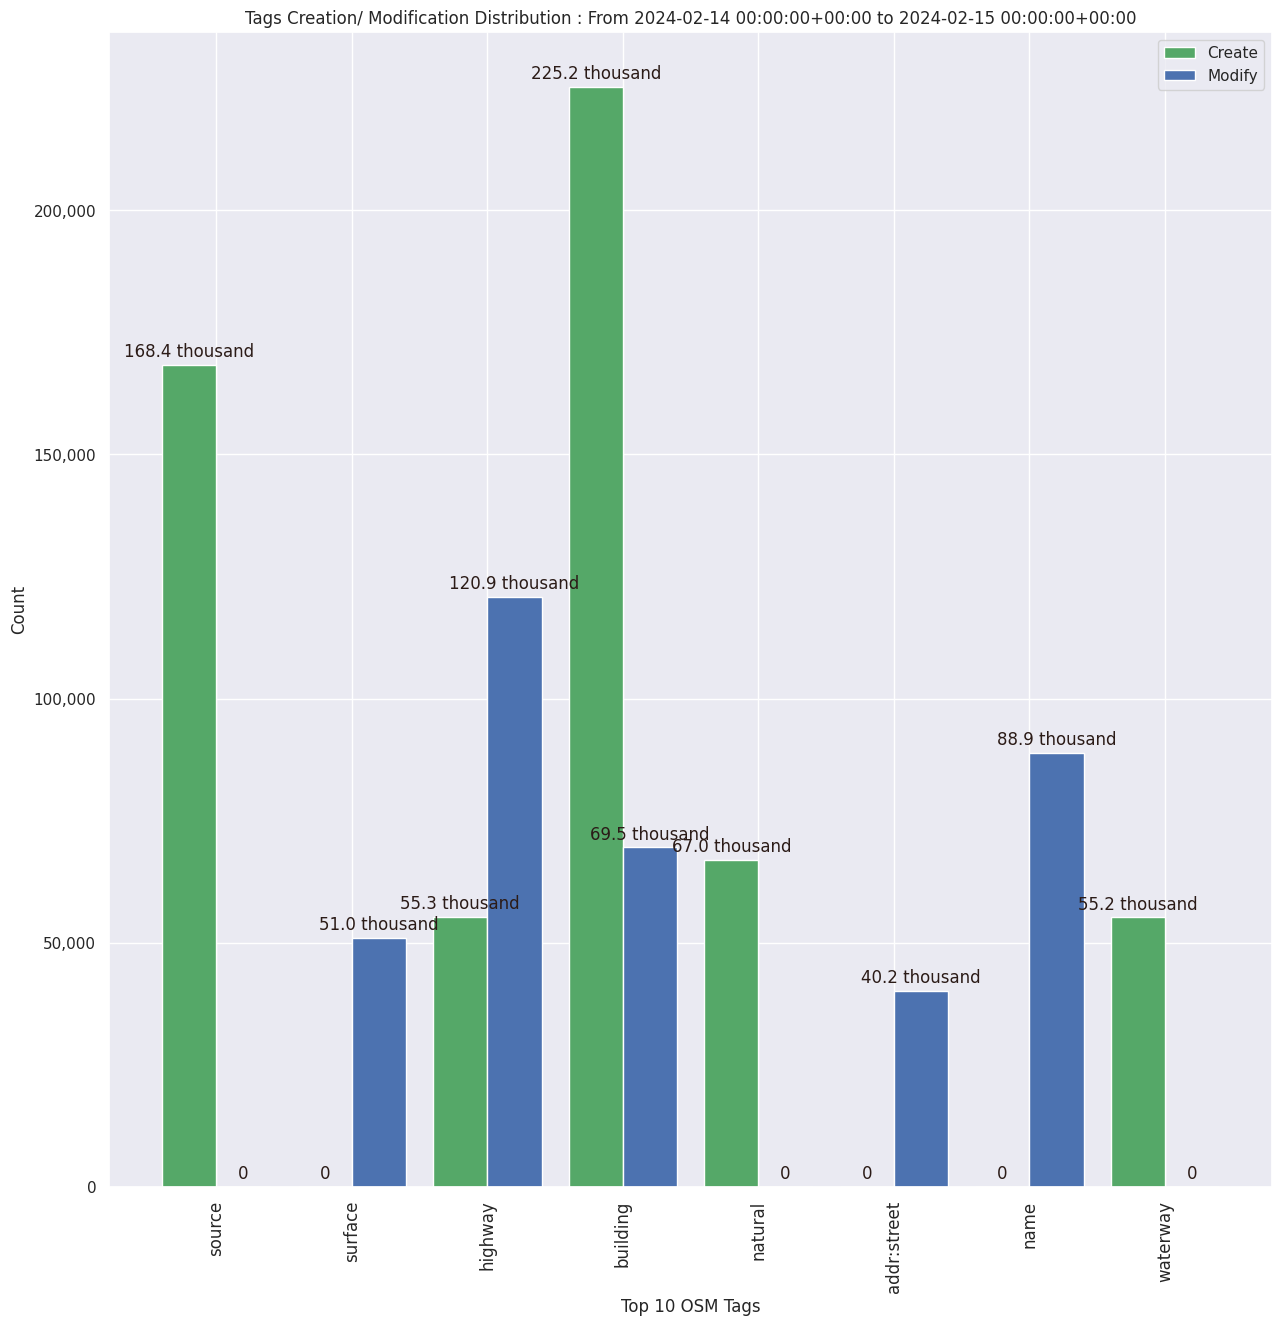 Tags Creation/ Modification Distribution : From 2024-02-14 00:00:00+00:00 to 2024-02-15 00:00:00+00:00
Create
Modify
225.2 thousand
200,000
168.4 thousand
150,000
120.9 thousand
Count
100,000
88.9 thousand
69.5 thousand
67.0 thousand
55.3 thousand
55.2 thousand
51.0 thousand
50,000
40.2 thousand
0
0
0
0
0
0
0
source
surface
highway
building
natural
addr:street
name
waterway
Top 10 OSM Tags